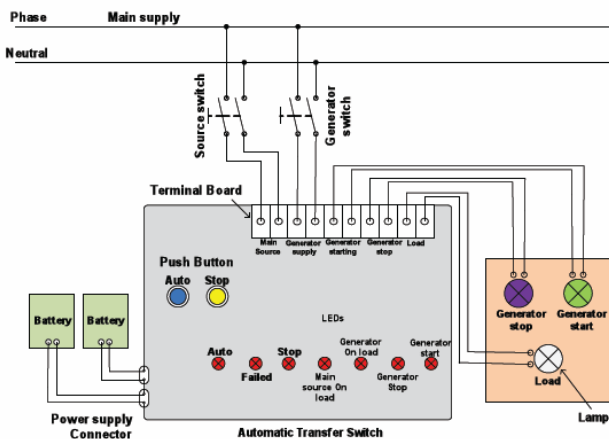 Phase Main supply
Neutral
Source switch
Generator
switch
Terminal Board
Main
Source
Generator
supply
Generator
starting
Generator
stop
Load
Push Button
Auto Stop
Battery
Battery
LEDs
Auto
Failed
Stop
Main
source On
load
Generator
On load
Generator
Stop
Generator
start
Generator
stop
Generator
start
Load
Lamp
Power supply
Connector
Automatic Transfer Switch